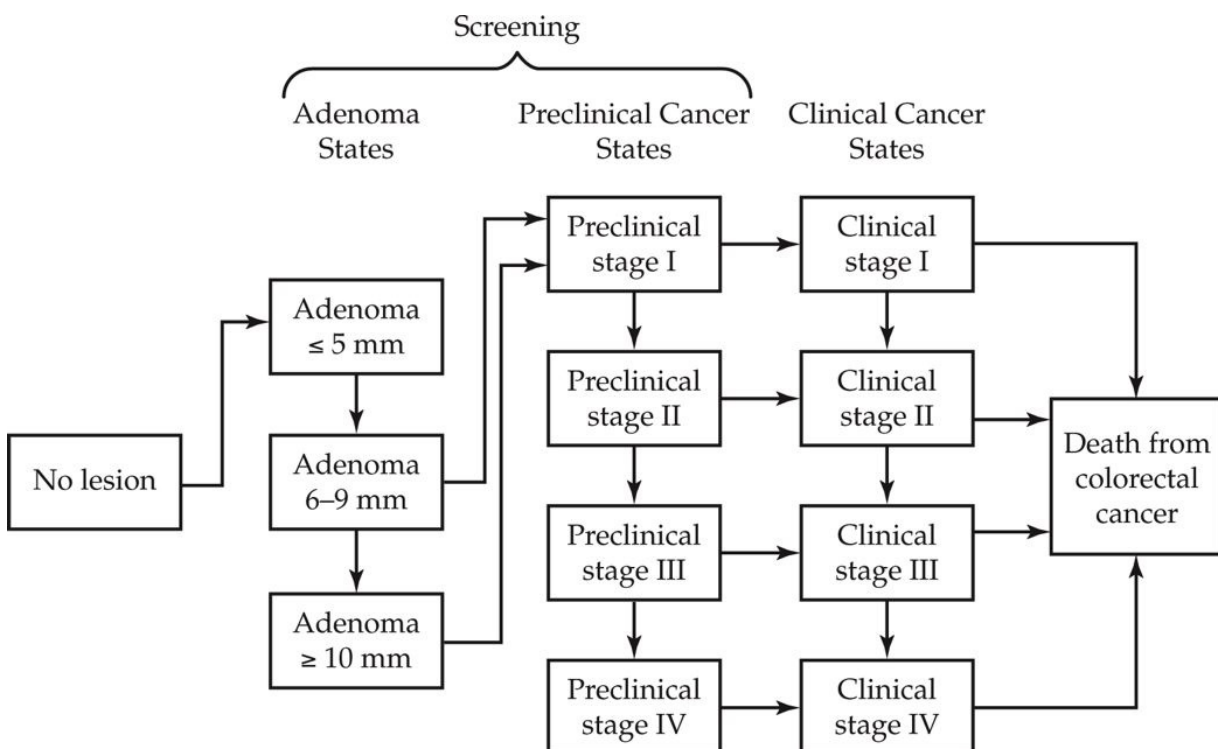 Screening
Adenoma
States
Preclinical Cancer
States
Clinical Cancer
States
No lesion
Adenoma
≤ 5 mm
Adenoma
6–9 mm
Adenoma
≥ 10 mm
Preclinical
stage I
Preclinical
stage II
Preclinical
stage III
Preclinical
stage IV
Clinical
stage I
Clinical
stage II
Clinical
stage III
Clinical
stage IV
Death from
colorectal
cancer